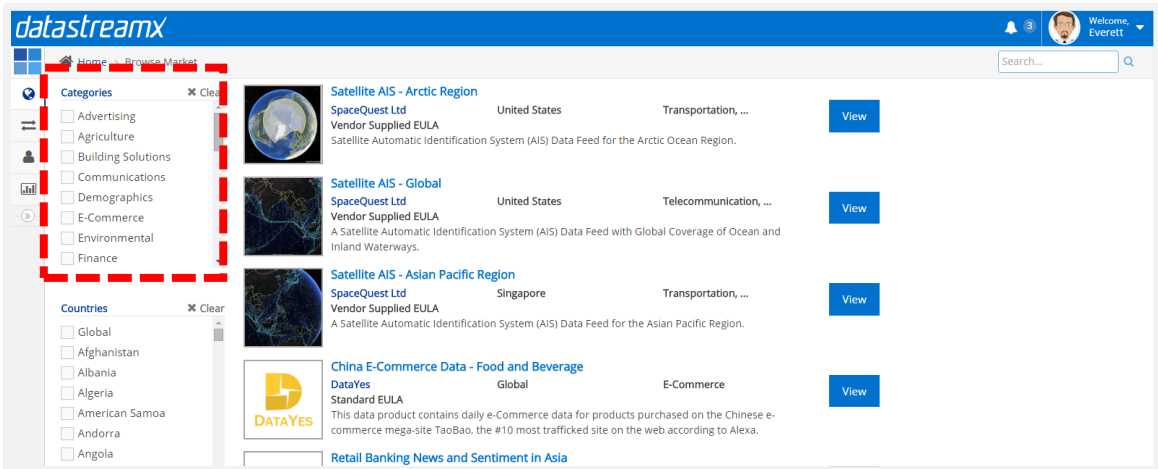 datastreamx
3
Welcome,
Everett
Home > Browse Market
Search...
Categories
✖ Clear
Advertising
Agriculture
Building Solutions
Communications
Demographics
E-Commerce
Environmental
Finance
Countries
✖ Clear
Global
Afghanistan
Albania
Algeria
American Samoa
Andorra
Angola
Satellite AIS - Arctic Region
SpaceQuest Ltd United States Transportation, ...
Vendor Supplied EULA
Satellite Automatic Identification System (AIS) Data Feed for the Arctic Ocean Region.
View
Satellite AIS - Global
SpaceQuest Ltd United States Telecommunication, ...
Vendor Supplied EULA
A Satellite Automatic Identification System (AIS) Data Feed with Global Coverage of Ocean and
Inland Waterways.
View
Satellite AIS - Asian Pacific Region
SpaceQuest Ltd Singapore Transportation, ...
Vendor Supplied EULA
A Satellite Automatic Identification System (AIS) Data Feed for the Asian Pacific Region.
View
DATAYES
China E-Commerce Data - Food and Beverage
DataYes Global E-Commerce
Standard EULA
This data product contains daily e-Commerce data for products purchased on the Chinese e-
commerce mega-site TaoBao, the #10 most trafficked site on the web according to Alexa.
View
Retail Banking News and Sentiment in Asia